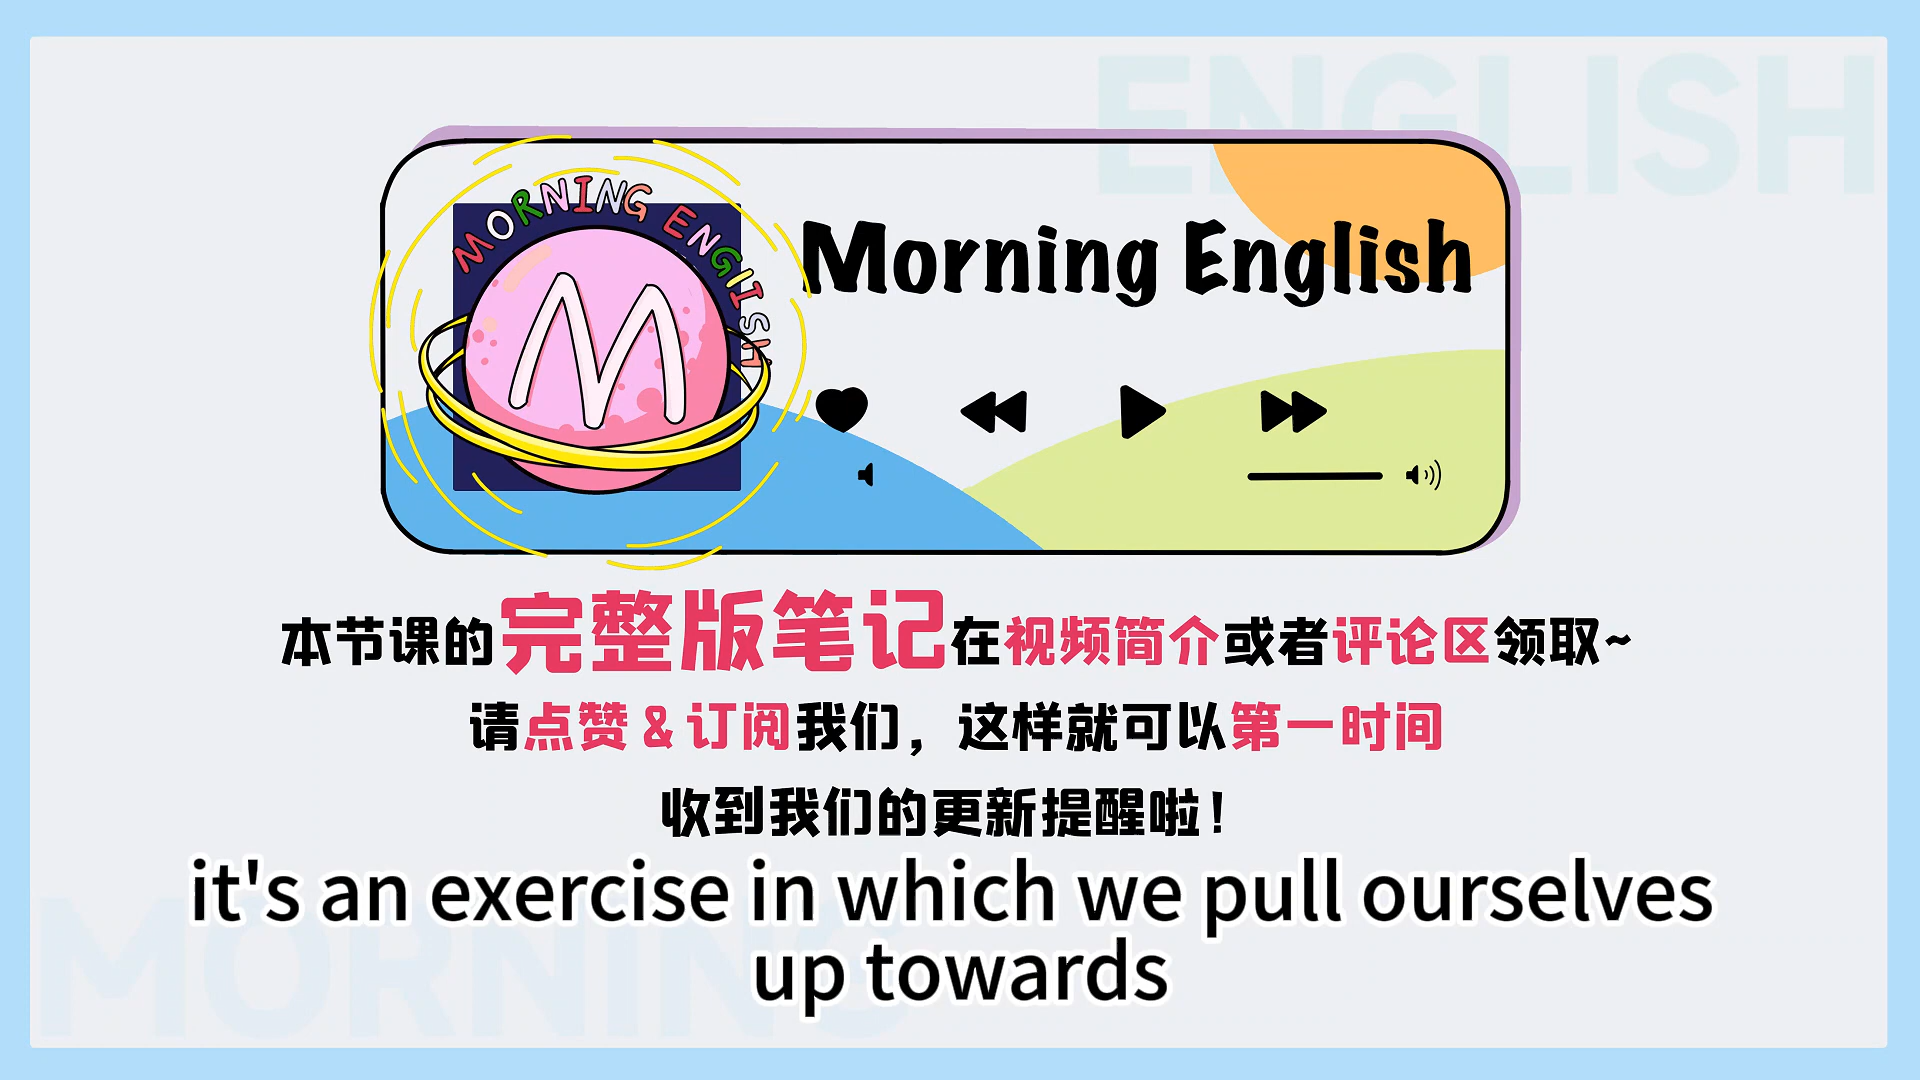 ENGLISH
MORNING ENGLISH
M
Morning English
本节课的完整版笔记在视频简介或者评论区领取~
请点赞&订阅我们，这样就可以第一时间
收到我们的更新提醒啦！
it's an exercise in which we pull ourselves
up towards
MORNING